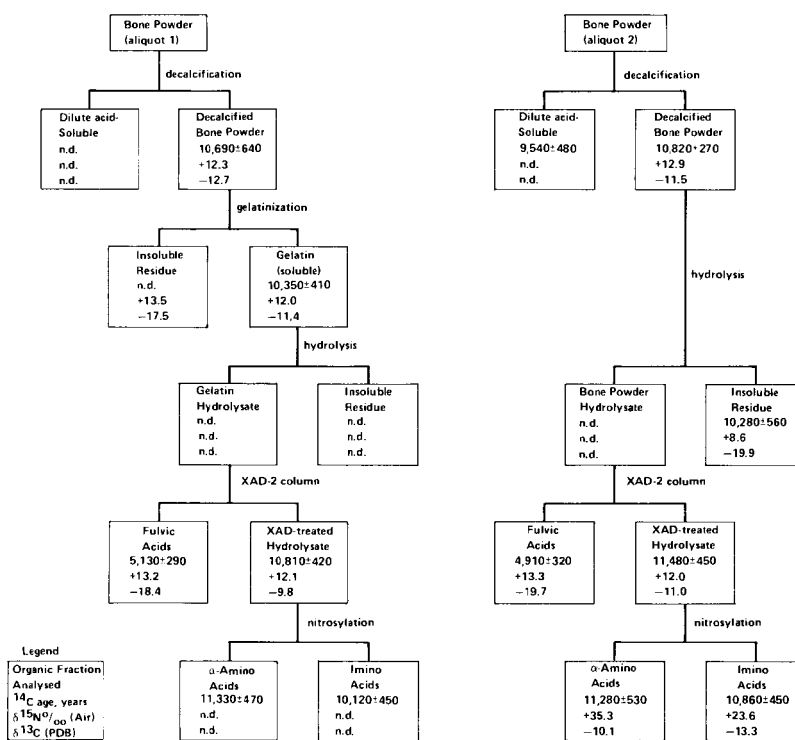 Bone Powder
(aliquot 1)
decalcification
Dilute acid-
Soluble
n.d.
n.d.
n.d.
Decalcified
Bone Powder
10,690±640
+12.3
−12.7
gelatinization
Insoluble
Residue
n.d.
+13.5
−17.5
Gelatin
(soluble)
10,350±410
+12.0
−11.4
hydrolysis
Gelatin
Hydrolysate
n.d.
n.d.
n.d.
Insoluble
Residue
n.d.
n.d.
n.d.
XAD-2 column
Fulvic
Acids
5,130±290
+13.2
−18.4
XAD-treated
Hydrolysate
10,810±420
+12.1
−9.8
nitrosylation
α-Amino
Acids
11,330±470
n.d.
n.d.
Imino
Acids
10,120±450
n.d.
n.d.
Bone Powder
(aliquot 2)
decalcification
Dilute acid-
Soluble
9,540±480
n.d.
n.d.
Decalcified
Bone Powder
10,820±270
+12.9
−11.5
hydrolysis
Bone Powder
Hydrolysate
n.d.
n.d.
n.d.
Insoluble
Residue
10,280±560
+8.6
−19.9
XAD-2 column
Fulvic
Acids
4,910±320
+13.3
−19.7
XAD-treated
Hydrolysate
11,480±450
+12.0
−11.0
nitrosylation
α-Amino
Acids
11,280±530
+35.3
−10.1
Imino
Acids
10,860±450
+23.6
−13.3
Legend
Organic Fraction
Analysed
¹⁴C age, years
δ¹⁵N⁰/₀₀ (Air)
δ¹³C (PDB)